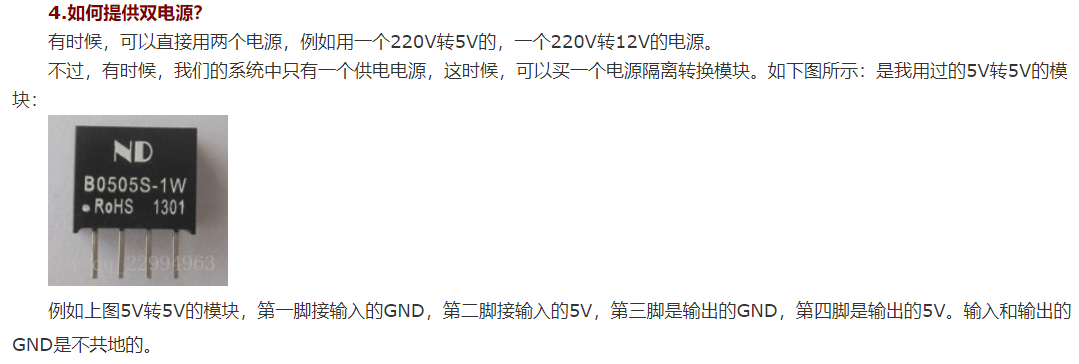 4.如何提供双电源？
有时候，可以直接用两个电源，例如用一个220V转5V的，一个220V转12V的电源。
不过，有时候，我们的系统中只有一个供电电源，这时候，可以买一个电源隔离转换模块。如下图所示：是我用过的5V转5V的模
块：
ND
B0505S-1W
RoHS 1301
22994963
例如上图5V转5V的模块，第一脚接输入的GND，第二脚接输入的5V，第三脚是输出的GND，第四脚是输出的5V。输入和输出的
GND是不共地的。